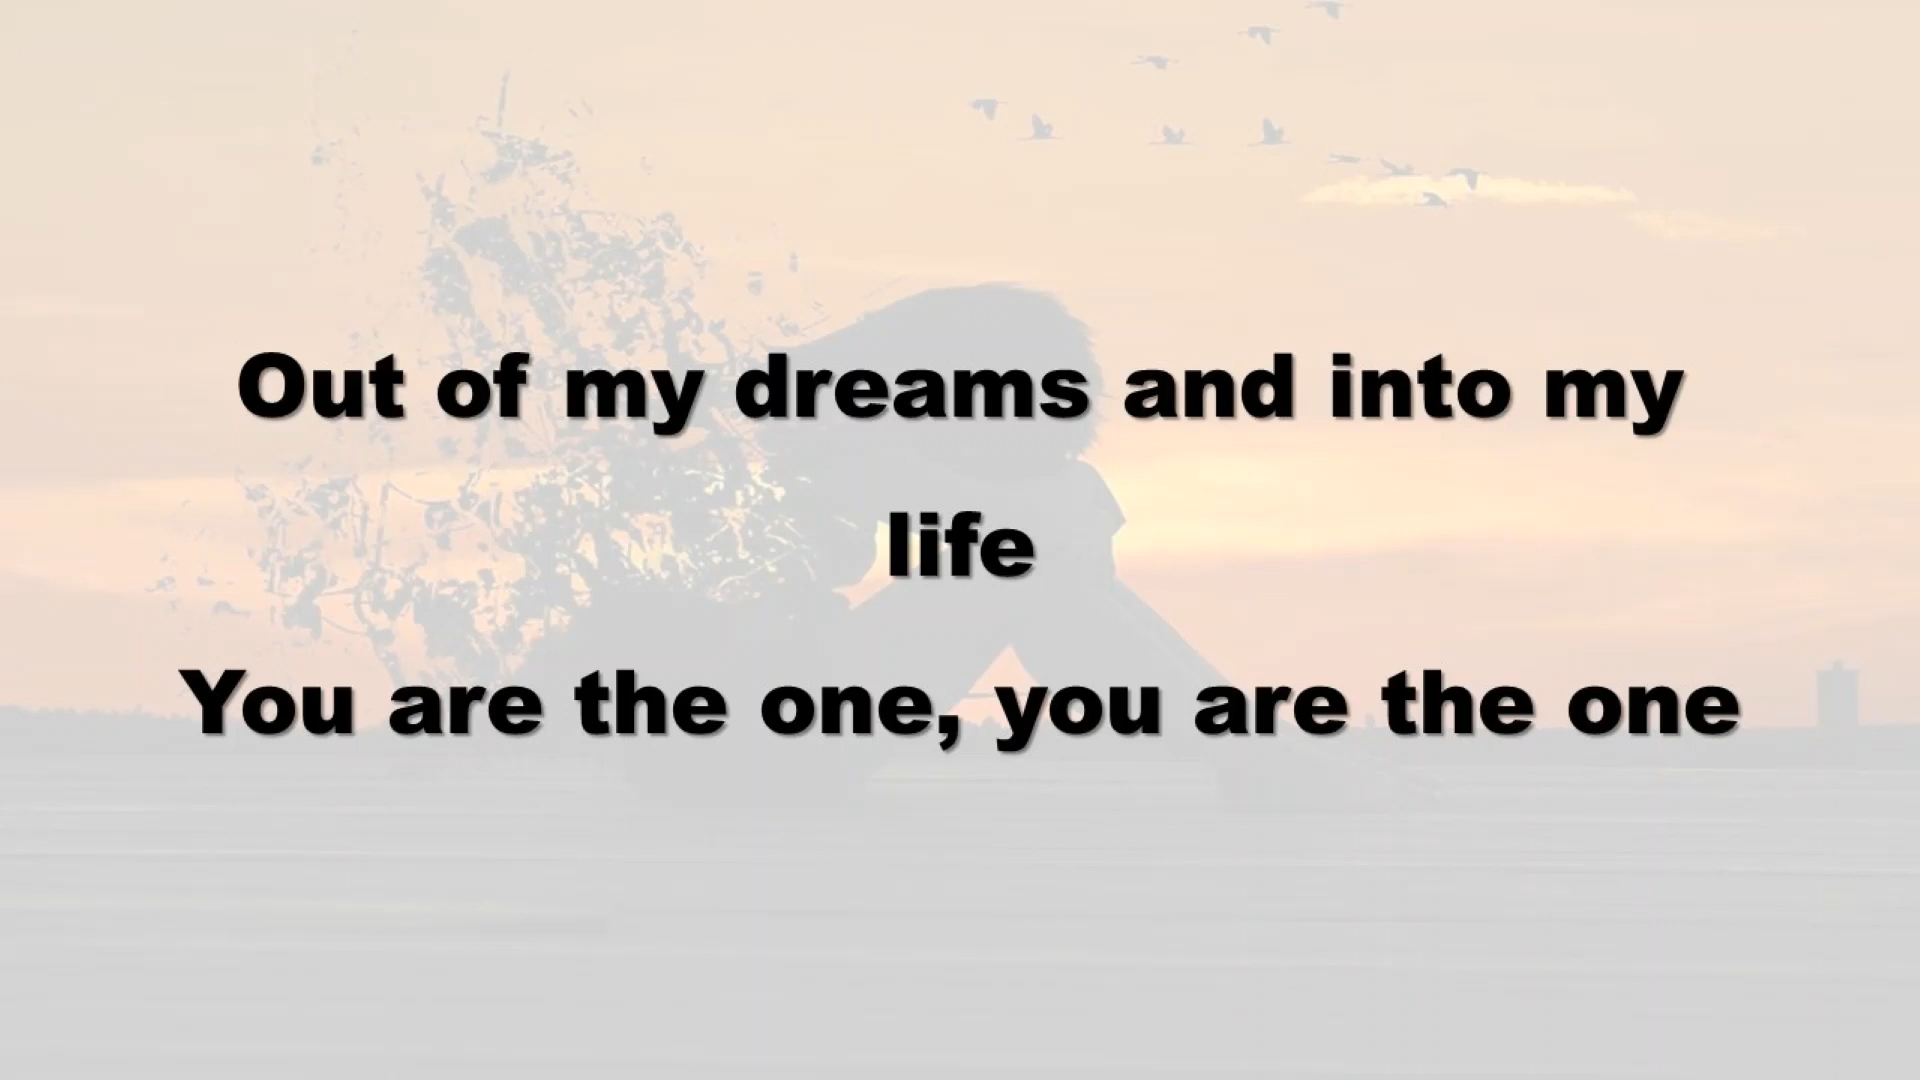 Out of my dreams and into my
life
You are the one, you are the one